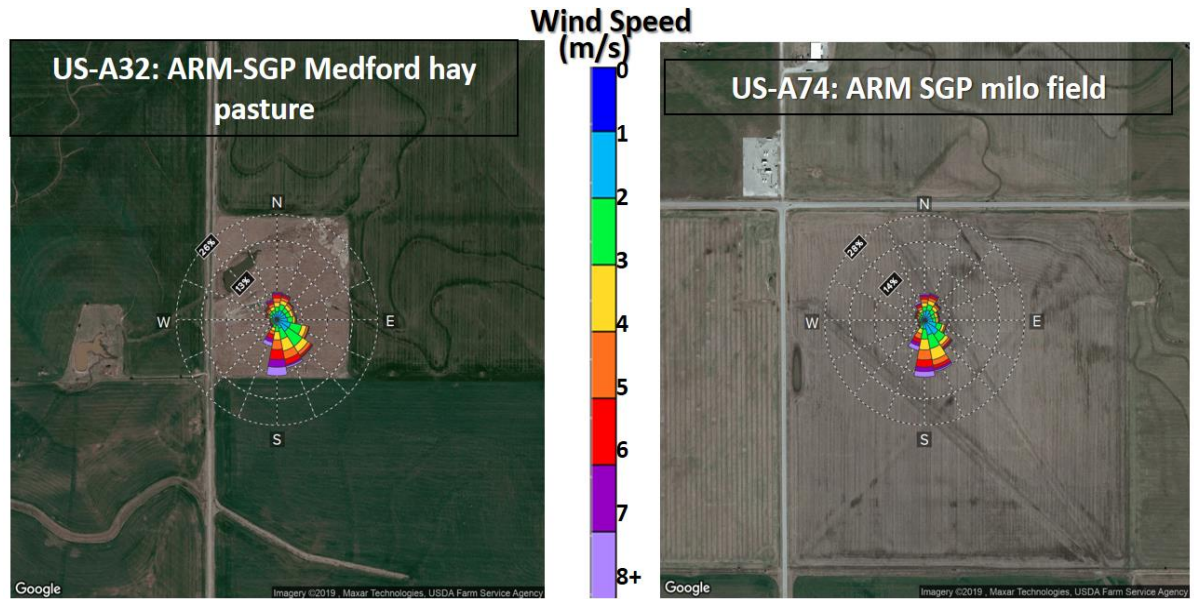 Wind Speed
(m/s)
US-A32: ARM-SGP Medford hay
pasture
N
26%
13%
W
E
S
Google
Imagery ©2019 , Maxar Technologies, USDA Farm Service Agency
0
1
2
3
4
5
6
7
8+
US-A74: ARM SGP milo field
N
28%
14%
W
E
S
Google
Imagery ©2019 , Maxar Technologies, USDA Farm Service Agency